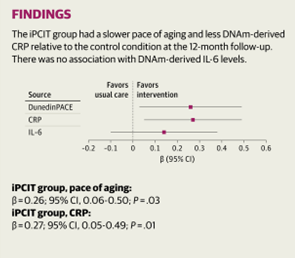 FINDINGS
The iPCIT group had a slower pace of aging and less DNAm-derived
CRP relative to the control condition at the 12-month follow-up.
There was no association with DNAm-derived IL-6 levels.
Favors Favors
Source usual care intervention
DunedinPACE
CRP
IL-6
-0.2 -0.1 0 0.1 0.2 0.3 0.4 0.5 0.6
β (95% CI)
iPCIT group, pace of aging:
β=0.26; 95% CI, 0.06-0.50; P=.03
iPCIT group, CRP:
β=0.27; 95% CI, 0.05-0.49; P=.01